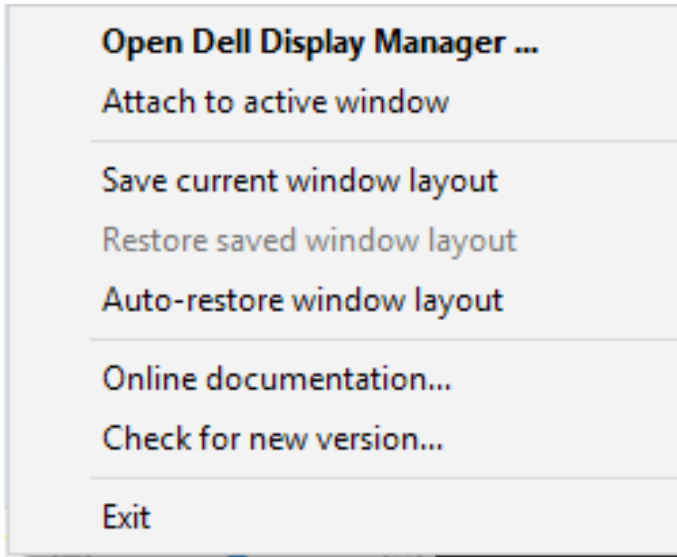 Open Dell Display Manager ...
Attach to active window
Save current window layout
Restore saved window layout
Auto-restore window layout
Online documentation...
Check for new version...
Exit